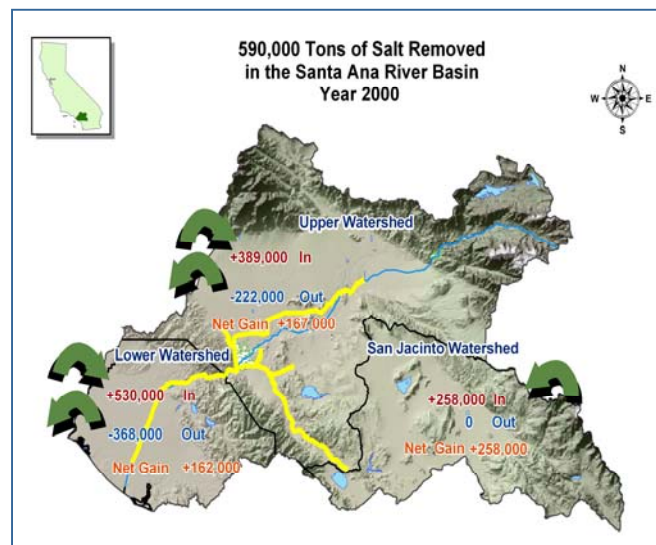 590,000 Tons of Salt Removed
in the Santa Ana River Basin
Year 2000
N
W E
S
Upper Watershed
+389,000 In
-222,000 Out
Net Gain +167,000
Lower Watershed
+530,000 In
-368,000 Out
Net Gain +162,000
San Jacinto Watershed
+258,000 In
0 Out
Net Gain +258,000